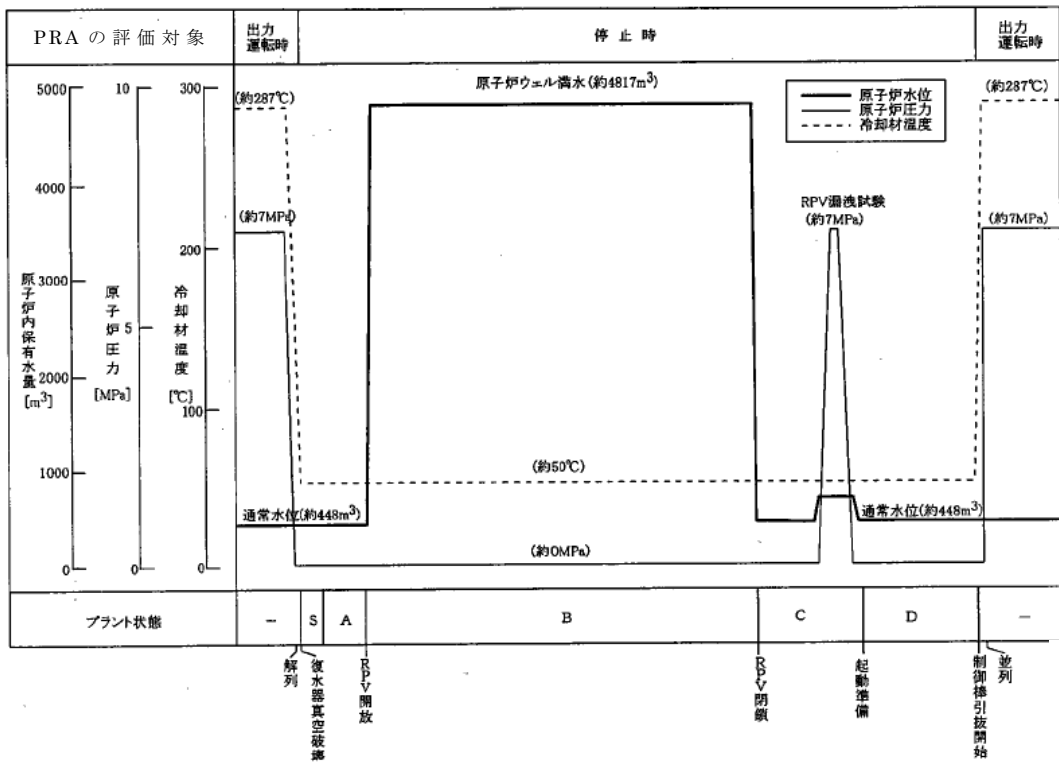 PRA の評価対象
出力
運転時
停止時
出力
運転時
5000
4000
3000
2000
1000
0
原子炉内保有水量
[m³]
10
5
0
原子炉圧力
[MPa]
300
200
100
0
冷却材温度
[℃]
(約287℃)
原子炉ウェル満水(約4817m³)
原子炉水位
原子炉圧力
冷却材温度
(約287℃)
(約7MPa)
RPV漏洩試験
(約7MPa)
(約7MPa)
(約50℃)
通常水位(約448m³)
通常水位(約448m³)
(約0MPa)
プラント状態
－
S
A
B
C
D
－
解列
復水器真空破壊
RPV開放
RPV閉鎖
起動準備
制御棒引抜開始
並列